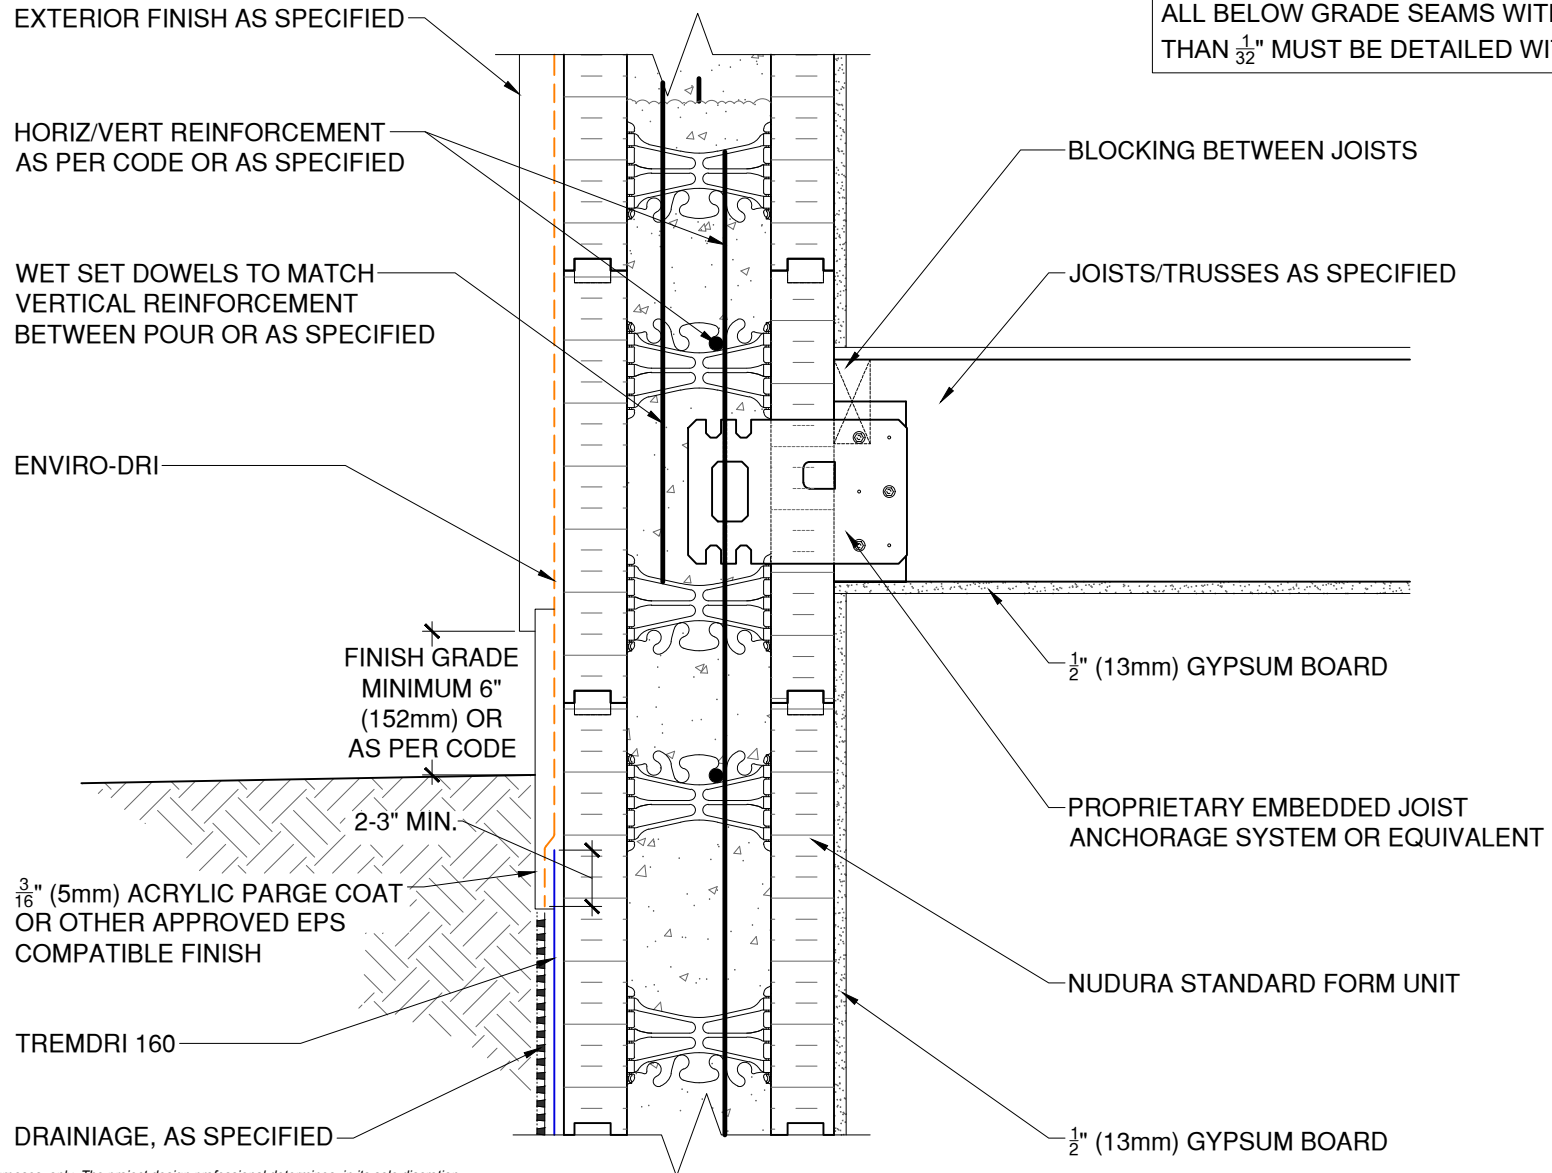 EXTERIOR FINISH AS SPECIFIED
HORIZ/VERT REINFORCEMENT
AS PER CODE OR AS SPECIFIED
WET SET DOWELS TO MATCH
VERTICAL REINFORCEMENT
BETWEEN POUR OR AS SPECIFIED
ENVIRO-DRI
FINISH GRADE
MINIMUM 6"
(152mm) OR
AS PER CODE
2-3" MIN.
3/16" (5mm) ACRYLIC PARGE COAT
OR OTHER APPROVED EPS
COMPATIBLE FINISH
TREMDRI 160
DRAINIAGE, AS SPECIFIED
ALL BELOW GRADE SEAMS WITH
THAN 1/32" MUST BE DETAILED WIT
BLOCKING BETWEEN JOISTS
JOISTS/TRUSSES AS SPECIFIED
1/2" (13mm) GYPSUM BOARD
PROPRIETARY EMBEDDED JOIST
ANCHORAGE SYSTEM OR EQUIVALENT
NUDURA STANDARD FORM UNIT
1/2" (13mm) GYPSUM BOARD